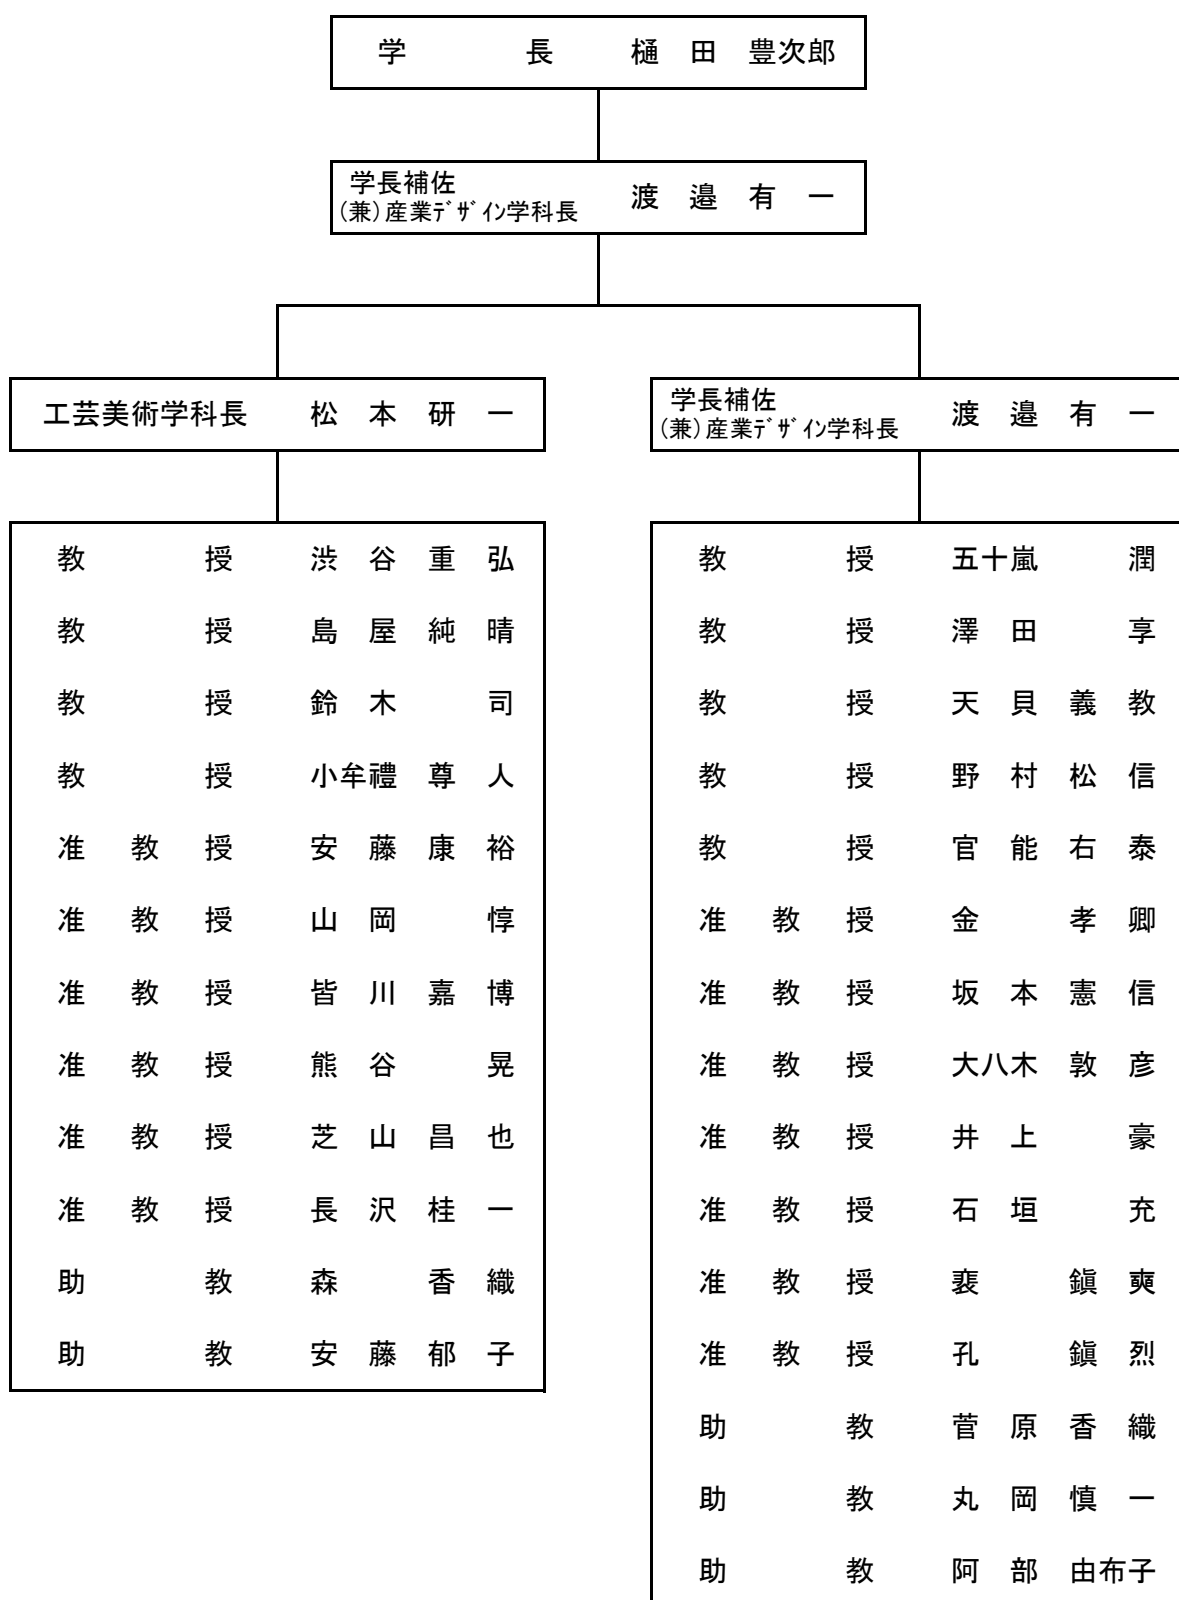 学長 樋田 豊次郎
学長補佐
(兼)産業ﾃﾞｻﾞｲﾝ学科長
渡邉有一
工芸美術学科長 松本研一
教授 渋谷重弘
教授 島屋純晴
教授 鈴木司
教授 小牟禮尊人
准教授 安藤康裕
准教授 山岡惇
准教授 皆川嘉博
准教授 熊谷晃
准教授 芝山昌也
准教授 長沢桂一
助教 森香織
助教 安藤郁子
学長補佐
(兼)産業ﾃﾞｻﾞｲﾝ学科長
渡邉有一
教授 五十嵐潤
教授 澤田享
教授 天貝義教
教授 野村松信
教授 官能右泰
准教授 金孝卿
准教授 坂本憲信
准教授 大八木敦彦
准教授 井上豪
准教授 石垣充
准教授 裵鎭奭
准教授 孔鎭烈
助教 菅原香織
助教 丸岡慎一
助教 阿部由布子